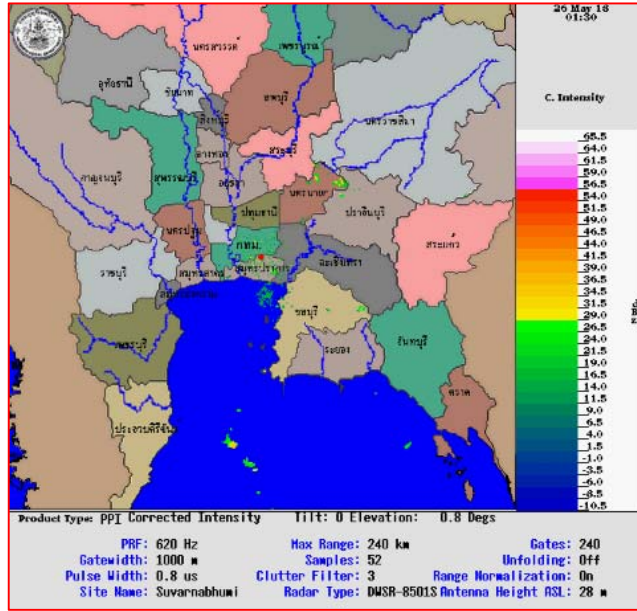 26 May 18
01:30
C. Intensity
นครสวรรค์
เพชรบูรณ์
อุทัยธานี
ชัยนาท
ลพบุรี
สิงห์บุรี
นครราชสีมา
อ่างทอง
สระบุรี
กาญจนบุรี
สุพรรณบุรี
อยุธยา
นครนายก
ปราจีนบุรี
ปทุมธานี
นครปฐม
กทม.
สระแก้ว
ฉะเชิงเทรา
ราชบุรี
สมุทรสาคร
สมุทรปราการ
ชลบุรี
เพชรบุรี
ระยอง
จันทบุรี
ตราด
ประจวบคีรีขันธ์
65.5
64.0
61.5
59.0
56.5
54.0
51.5
49.0
46.5
44.0
41.5
39.0
36.5
34.0
31.5
29.0
26.5
24.0
21.5
19.0
16.5
14.0
11.5
9.0
6.5
4.0
1.5
-1.0
-3.5
-6.0
-8.5
-10.5
Product Type: PPI Corrected Intensity Tilt: 0 Elevation: 0.8 Degs
PRF: 620 Hz Max Range: 240 km Gates: 240
Gatewidth: 1000 m Samples: 52 Unfolding: Off
Pulse Width: 0.8 us Clutter Filter: 3 Range Normalization: On
Site Name: Suvarnabhumi Radar Type: DWSR-8501S Antenna Height ASL: 28 m